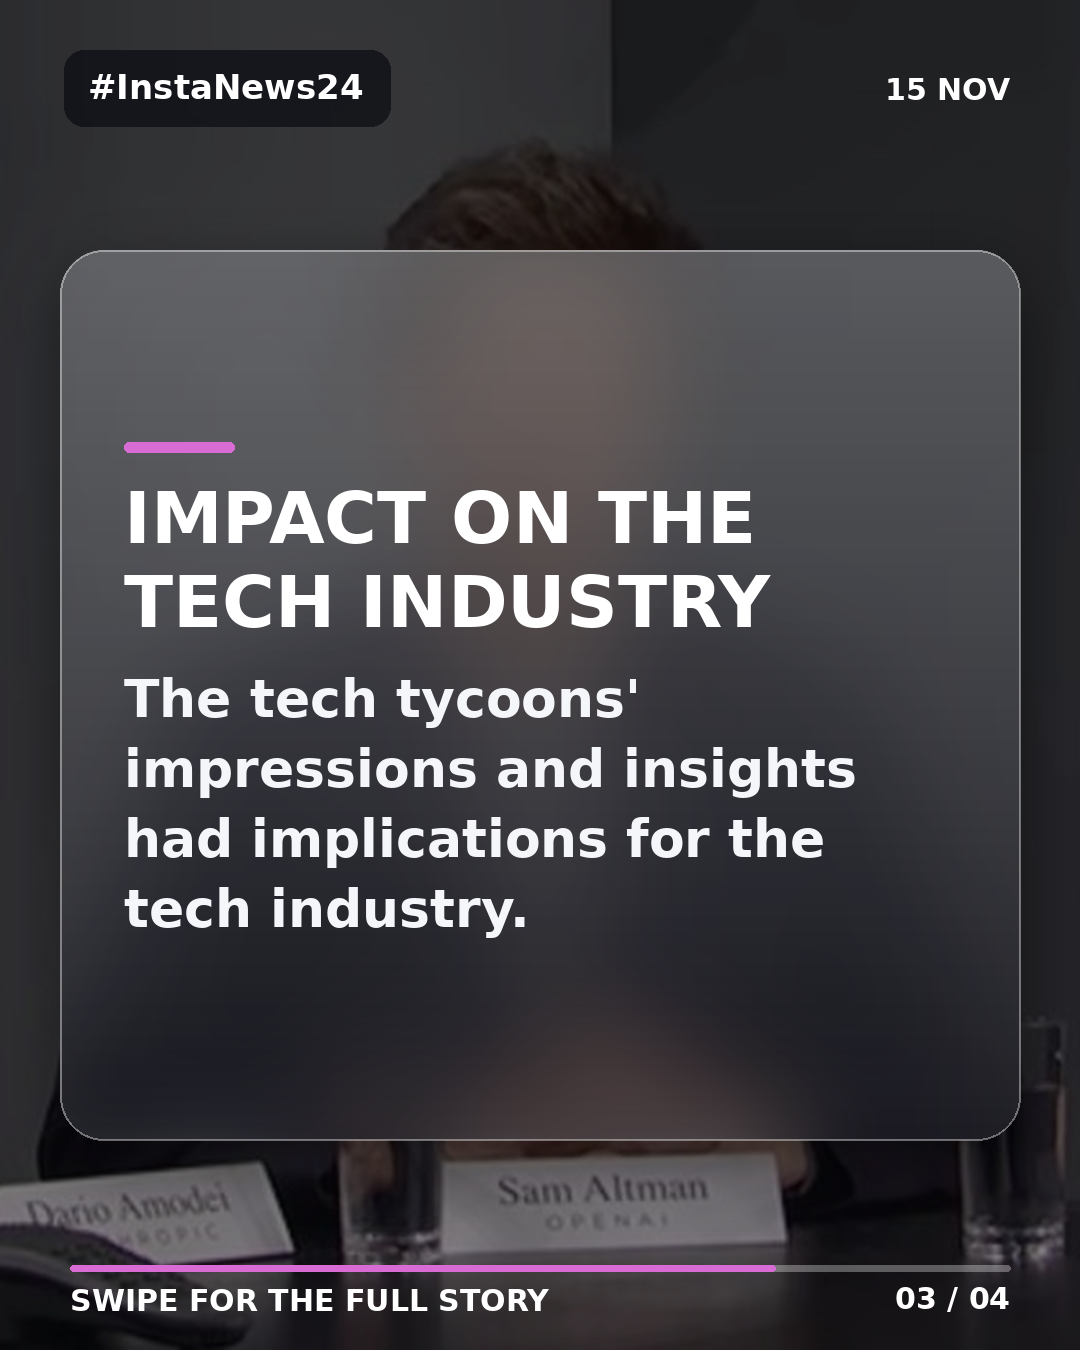 #InstaNews24
15 NOV
IMPACT ON THE
TECH INDUSTRY
The tech tycoons'
impressions and insights
had implications for the
tech industry.
Dario Amodei
HROPIC
Sam Altman
OPENAI
SWIPE FOR THE FULL STORY
03 / 04